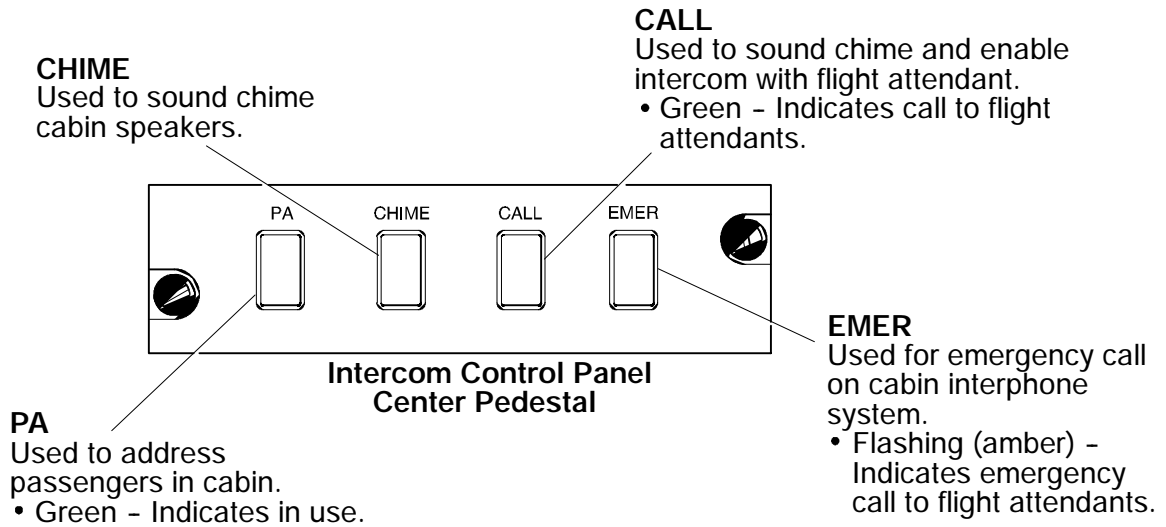 CALL
Used to sound chime and enable
intercom with flight attendant.
• Green – Indicates call to flight
attendants.
CHIME
Used to sound chime
cabin speakers.
PA CHIME CALL EMER
Intercom Control Panel
Center Pedestal
EMER
Used for emergency call
on cabin interphone
system.
• Flashing (amber) –
Indicates emergency
call to flight attendants.
PA
Used to address
passengers in cabin.
• Green – Indicates in use.